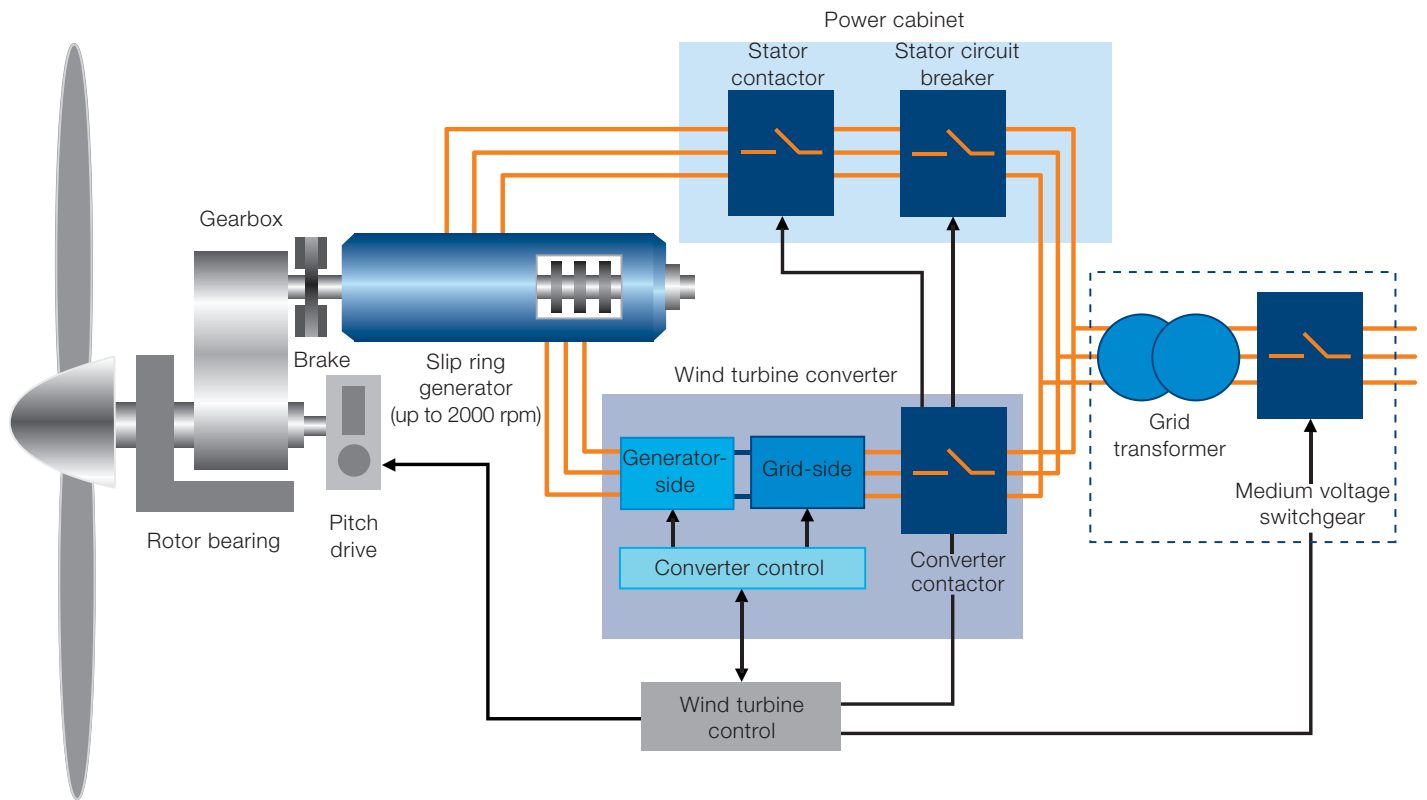 Power cabinet
Stator
contactor
Stator circuit
breaker
Gearbox
Brake
Slip ring
generator
(up to 2000 rpm)
Wind turbine converter
Generator-
side
Grid-side
Grid
transformer
Medium voltage
switchgear
Rotor bearing
Pitch
drive
Converter control
Converter
contactor
Wind turbine
control